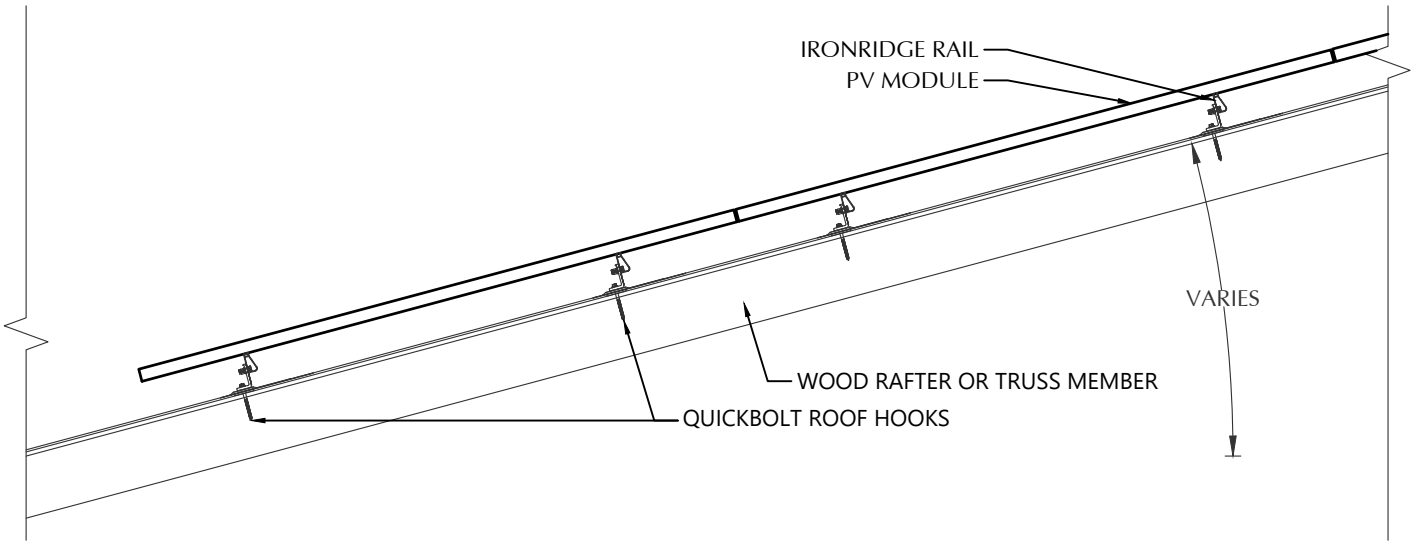 IRONRIDGE RAIL
PV MODULE
VARIES
WOOD RAFTER OR TRUSS MEMBER
QUICKBOLT ROOF HOOKS